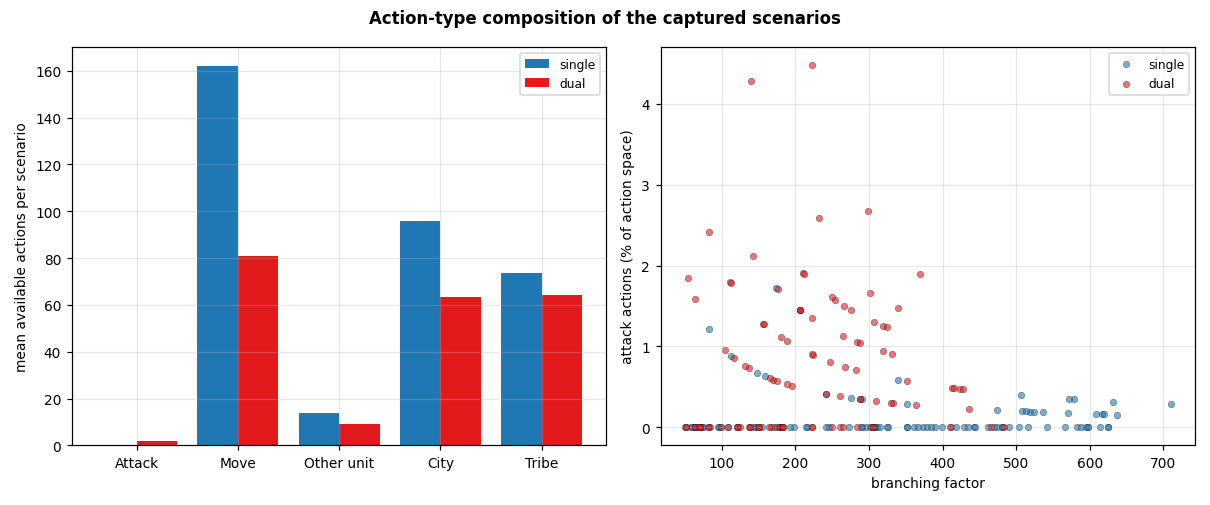 Action-type composition of the captured scenarios
mean available actions per scenario
160
140
120
100
80
60
40
20
0
Attack
Move
Other unit
City
Tribe
single
dual
attack actions (% of action space)
4
3
2
1
0
100
200
300
400
500
600
700
branching factor
single
dual